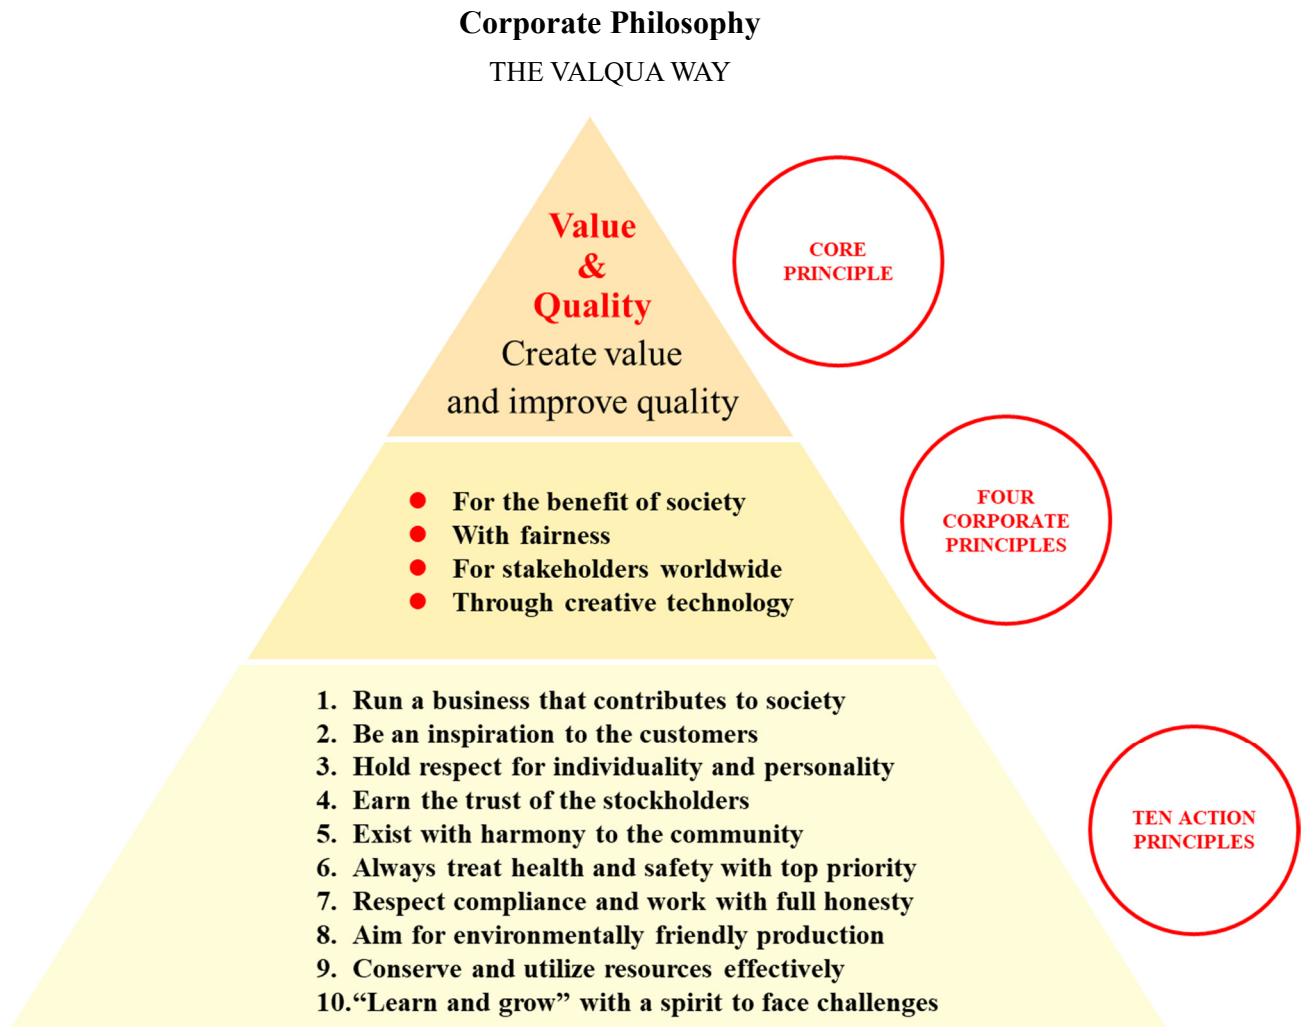 Corporate Philosophy
THE VALQUA WAY
Value
&
Quality
Create value
and improve quality
CORE
PRINCIPLE
● For the benefit of society
● With fairness
● For stakeholders worldwide
● Through creative technology
FOUR
CORPORATE
PRINCIPLES
1. Run a business that contributes to society
2. Be an inspiration to the customers
3. Hold respect for individuality and personality
4. Earn the trust of the stockholders
5. Exist with harmony to the community
6. Always treat health and safety with top priority
7. Respect compliance and work with full honesty
8. Aim for environmentally friendly production
9. Conserve and utilize resources effectively
10.“Learn and grow” with a spirit to face challenges
TEN ACTION
PRINCIPLES